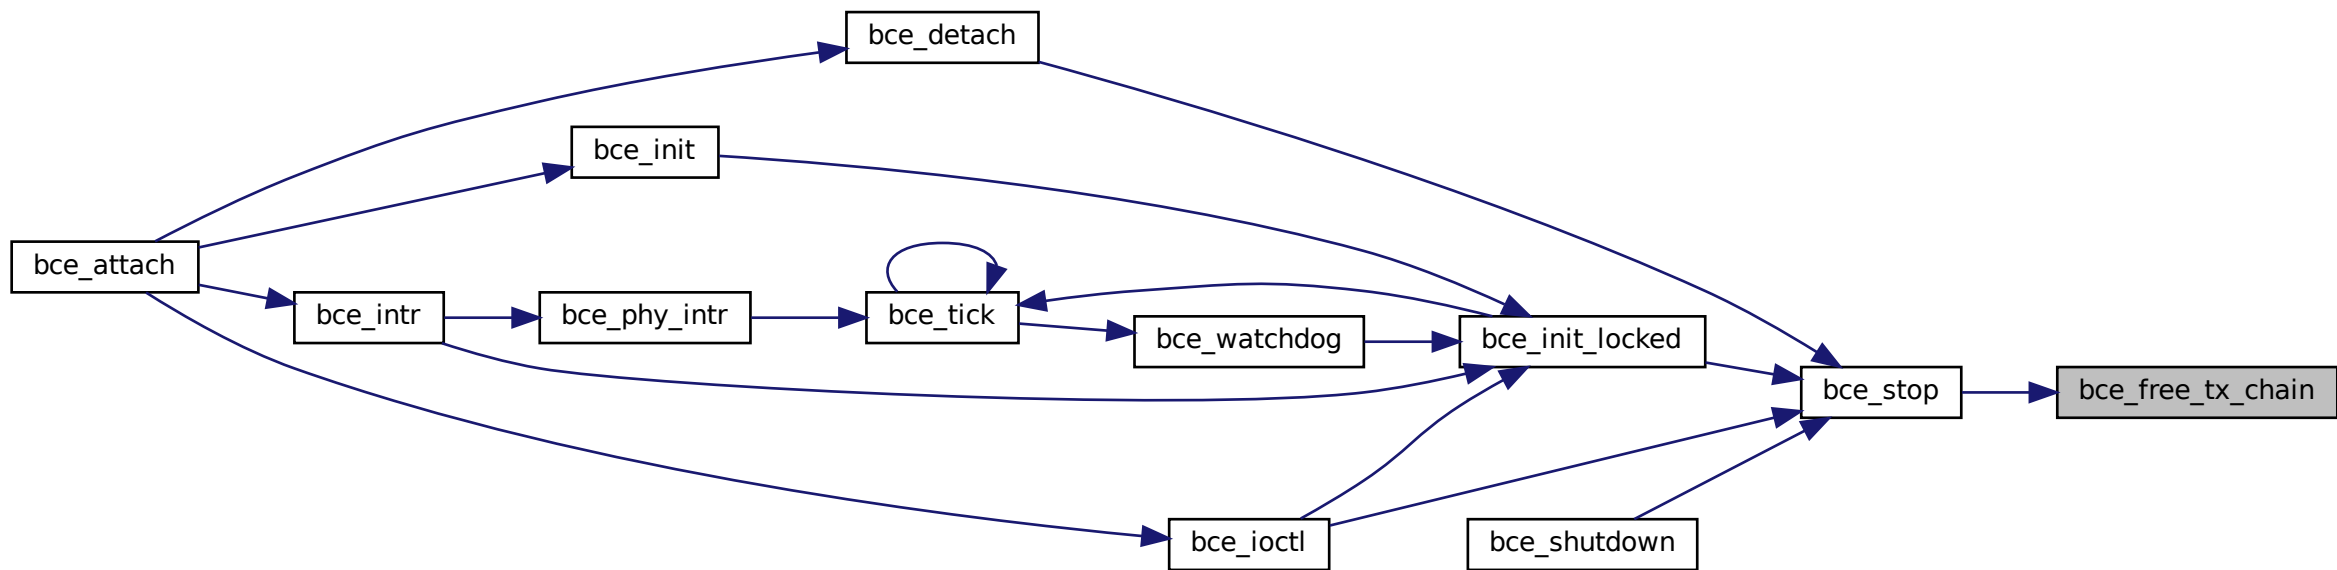 bce_detach
bce_init
bce_attach
bce_intr
bce_phy_intr
bce_tick
bce_watchdog
bce_init_locked
bce_stop
bce_free_tx_chain
bce_ioctl
bce_shutdown